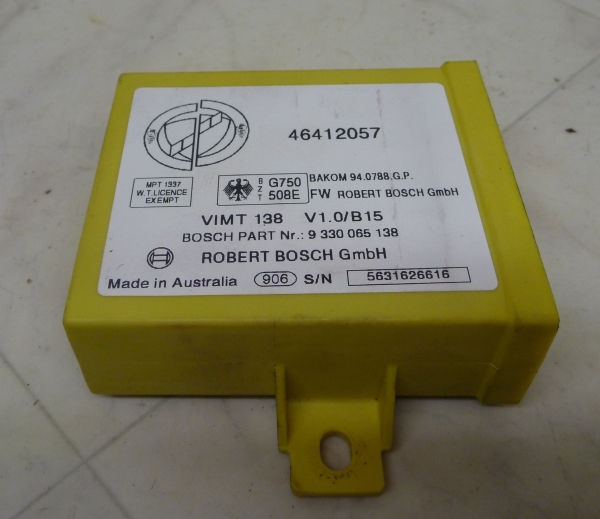 46412057
MPT 1337
W.T. LICENCE
EXEMPT
BZT
G750
508E
BAKOM 94.0788, G.P.
FW ROBERT BOSCH GmbH
VIMT 138 V1.0/B15
BOSCH PART Nr.: 9 330 065 138
ROBERT BOSCH GmbH
Made in Australia 906 S/N 5631626616